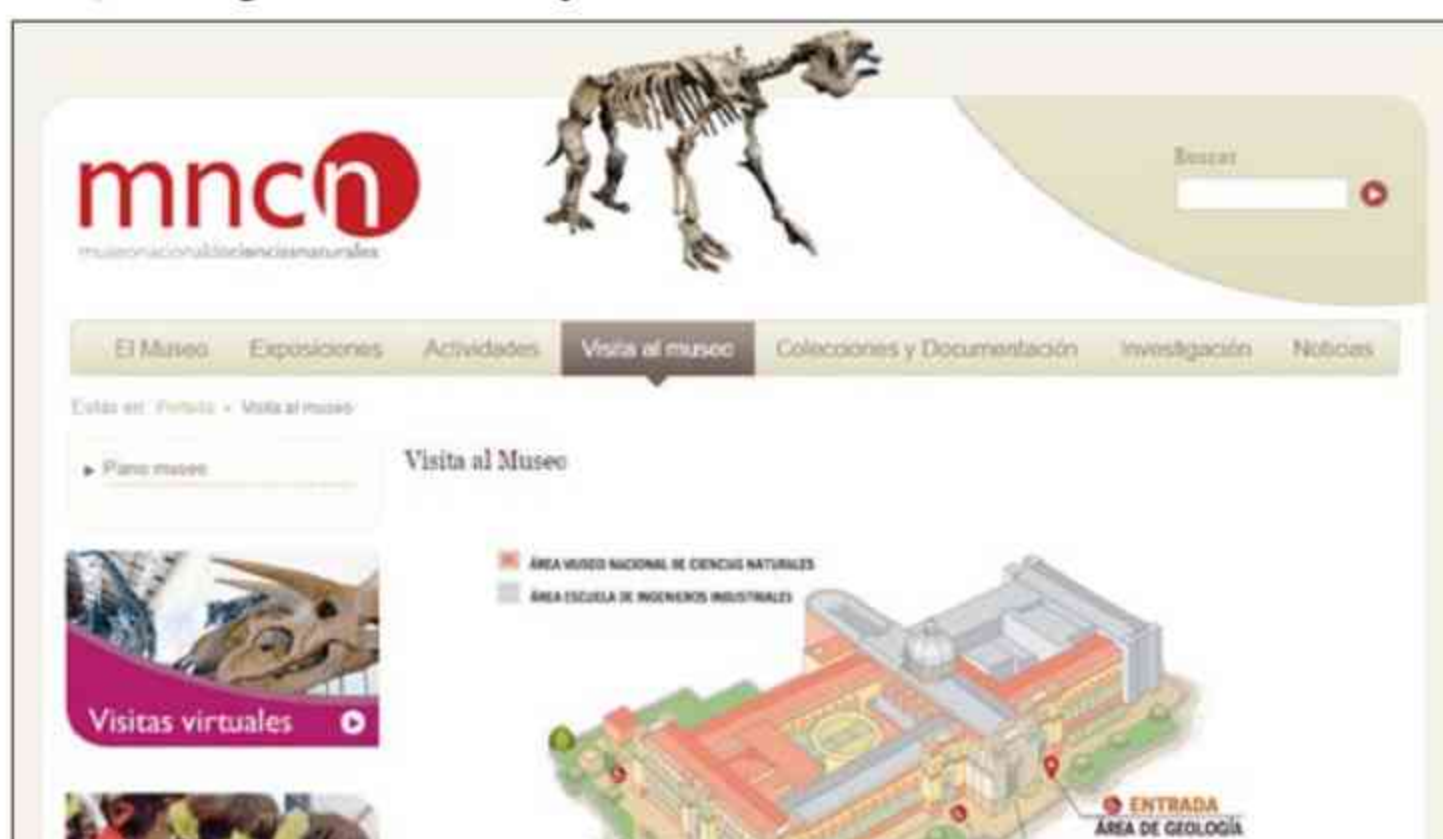 mncn
museonacionaldecienciasnaturales
Buscar
El Museo Exposiciones Actividades Visita al museo Colecciones y Documentación Investigación Noticias
Estás en: Portada Visita al museo
Plano museo
Visita al Museo
ÁREA MUSEO NACIONAL DE CIENCIAS NATURALES
ÁREA ESCUELA DE INGENIEROS INDUSTRIALES
Visitas virtuales
ENTRADA
ÁREA DE GEOLOGÍA